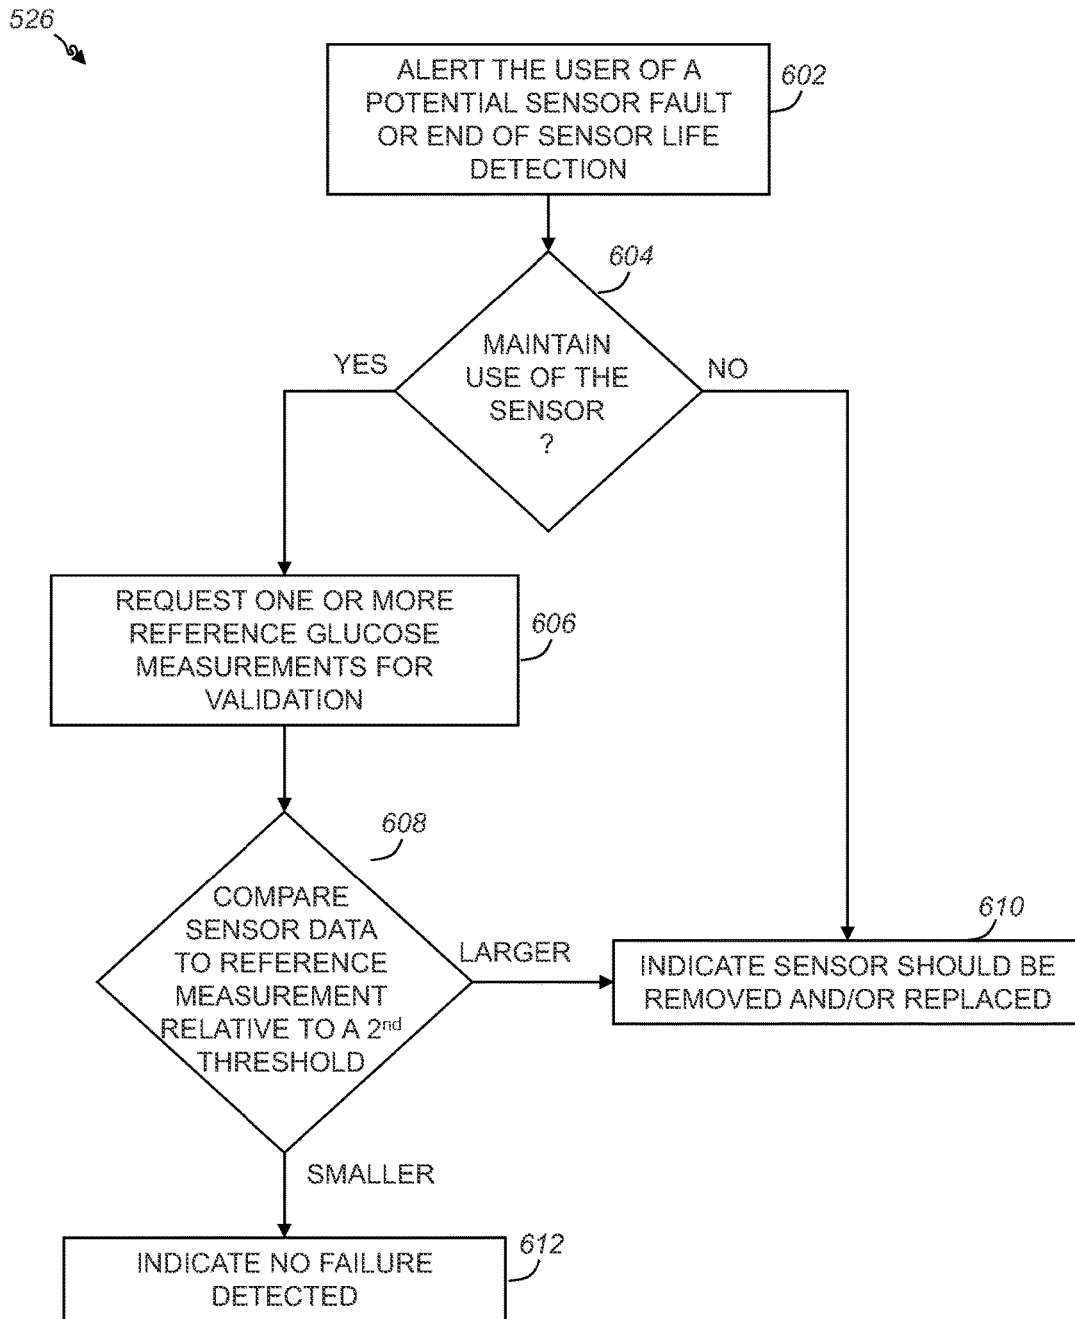 526
ALERT THE USER OF A
POTENTIAL SENSOR FAULT
OR END OF SENSOR LIFE
DETECTION
602
604
MAINTAIN
USE OF THE
SENSOR
?
YES
NO
REQUEST ONE OR MORE
REFERENCE GLUCOSE
MEASUREMENTS FOR
VALIDATION
606
608
COMPARE
SENSOR DATA
TO REFERENCE
MEASUREMENT
RELATIVE TO A 2nd
THRESHOLD
LARGER
610
INDICATE SENSOR SHOULD BE
REMOVED AND/OR REPLACED
SMALLER
INDICATE NO FAILURE
DETECTED
612